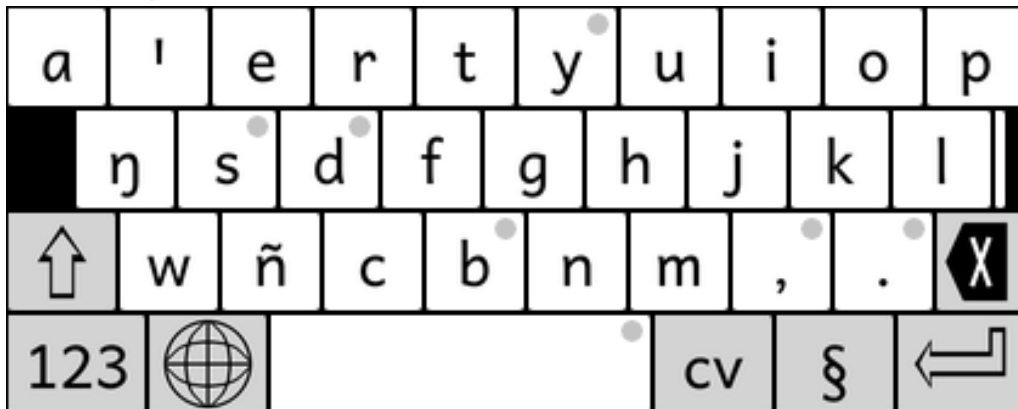 a ꞌ e r t y u i o p
ŋ s d f g h j k l
w ñ c b n m , .
123 cv §